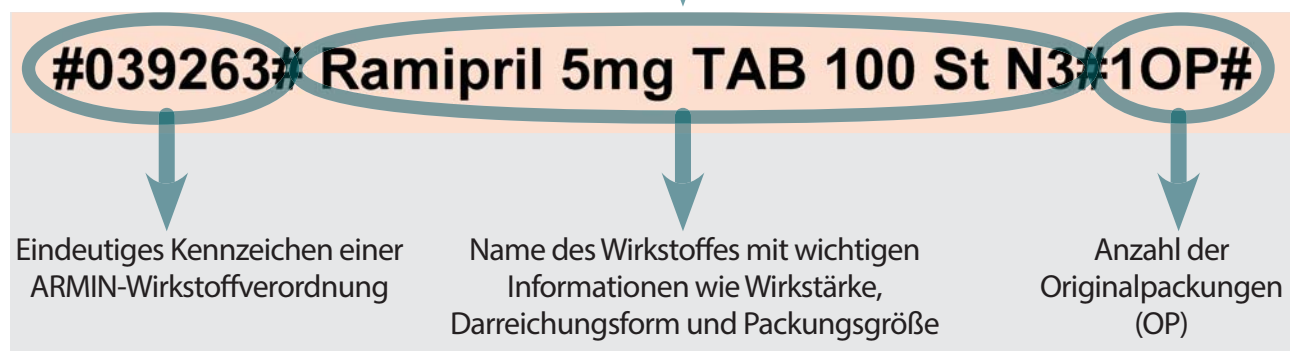 #039263# Ramipril 5mg TAB 100 St N3#1OP#
Eindeutiges Kennzeichen einer
ARMIN-Wirkstoffverordnung
Name des Wirkstoffes mit wichtigen
Informationen wie Wirkstärke,
Darreichungsform und Packungsgröße
Anzahl der
Originalpackungen
(OP)